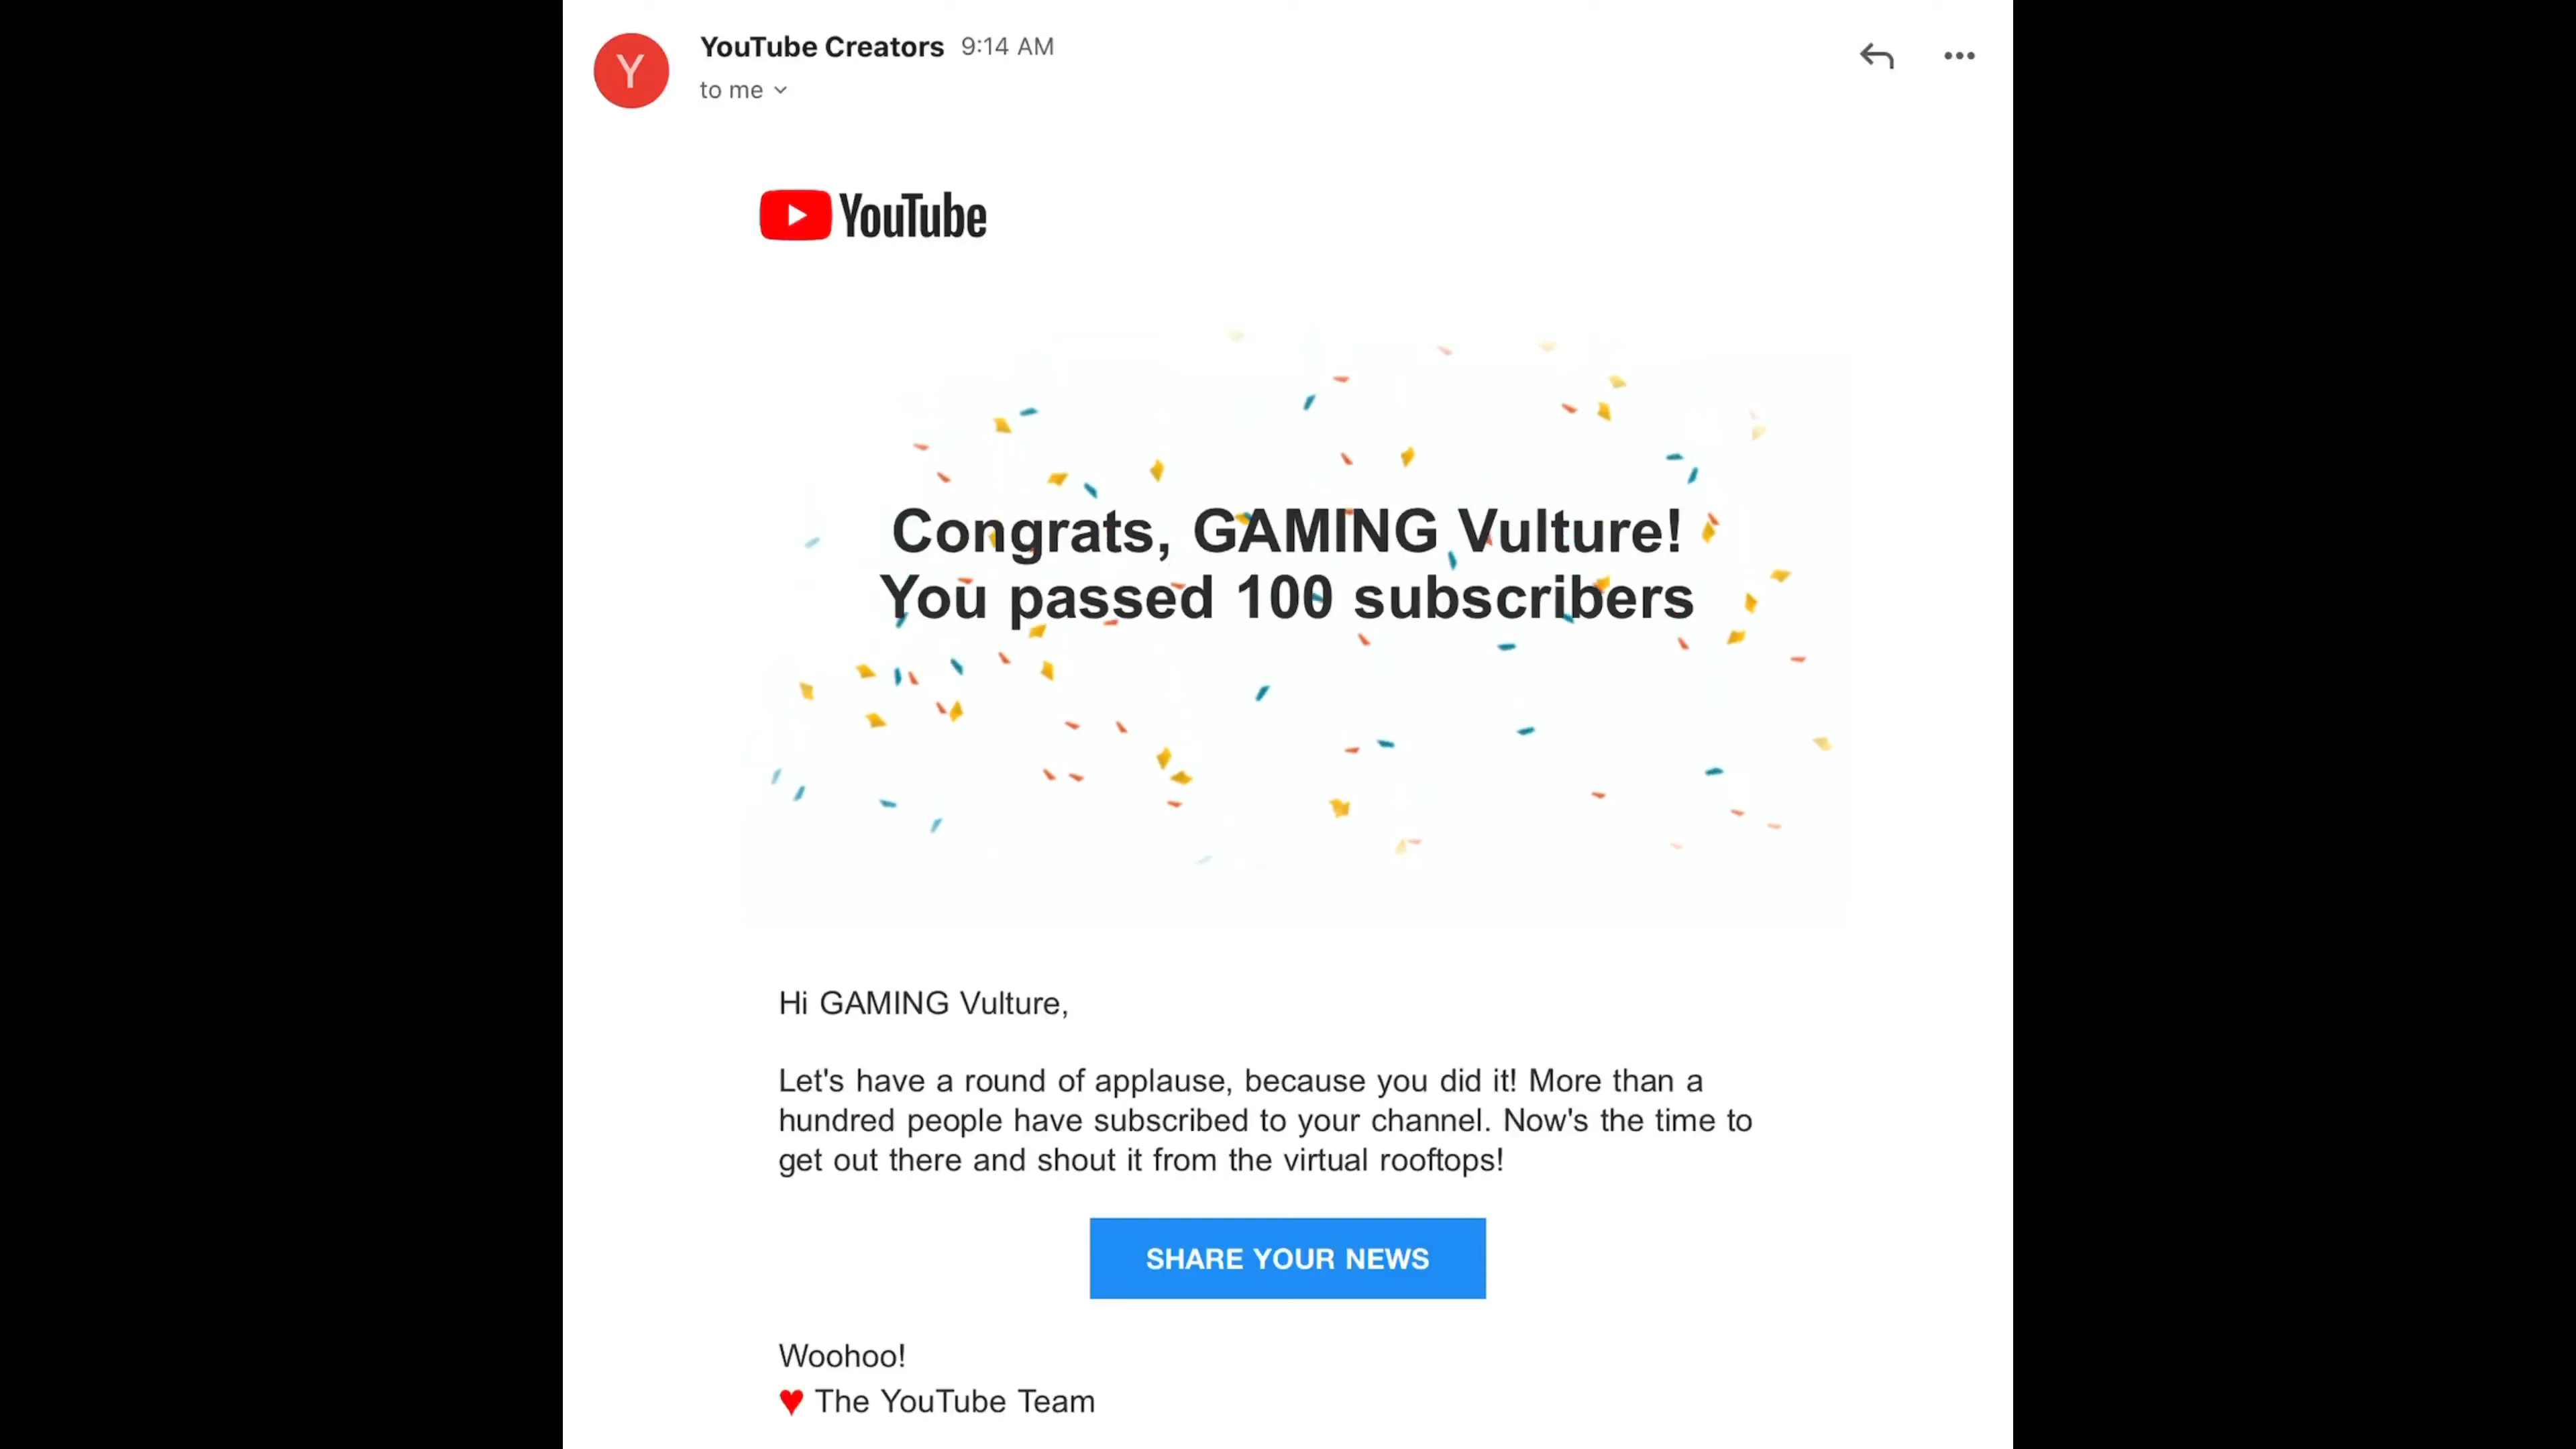 Y
YouTube Creators 9:14 AM
to me
YouTube
Congrats, GAMING Vulture!
You passed 100 subscribers
Hi GAMING Vulture,
Let's have a round of applause, because you did it! More than a
hundred people have subscribed to your channel. Now's the time to
get out there and shout it from the virtual rooftops!
SHARE YOUR NEWS
Woohoo!
♥ The YouTube Team